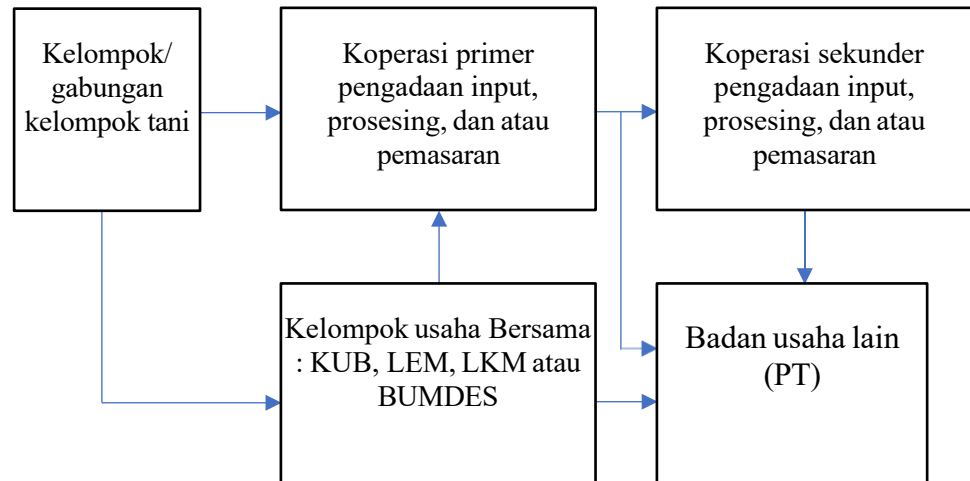 Kelompok/
gabungan
kelompok tani
Koperasi primer
pengadaan input,
prosesing, dan atau
pemasaran
Koperasi sekunder
pengadaan input,
prosesing, dan atau
pemasaran
Kelompok usaha Bersama
: KUB, LEM, LKM atau
BUMDES
Badan usaha lain
(PT)